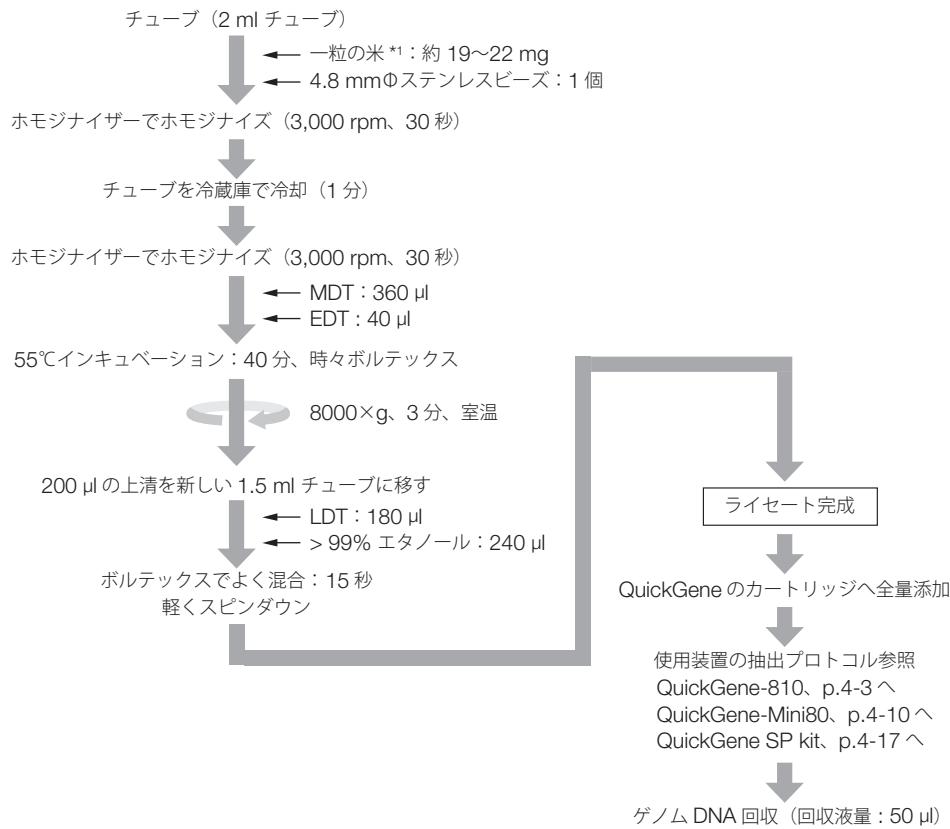 チューブ（2 ml チューブ）
一粒の米 *1：約 19〜22 mg
4.8 mmΦステンレスビーズ：1 個
ホモジナイザーでホモジナイズ（3,000 rpm、30 秒）
チューブを冷蔵庫で冷却（1 分）
ホモジナイザーでホモジナイズ（3,000 rpm、30 秒）
MDT：360 µl
EDT : 40 µl
55℃インキュベーション：40 分、時々ボルテックス
8000×g、3 分、室温
200 µl の上清を新しい 1.5 ml チューブに移す
LDT：180 µl
> 99% エタノール：240 µl
ボルテックスでよく混合：15 秒
軽くスピンダウン
ライセート完成
QuickGene のカートリッジへ全量添加
使用装置の抽出プロトコル参照
QuickGene-810、p.4-3 へ
QuickGene-Mini80、p.4-10 へ
QuickGene SP kit、p.4-17 へ
ゲノム DNA 回収（回収液量：50 µl）